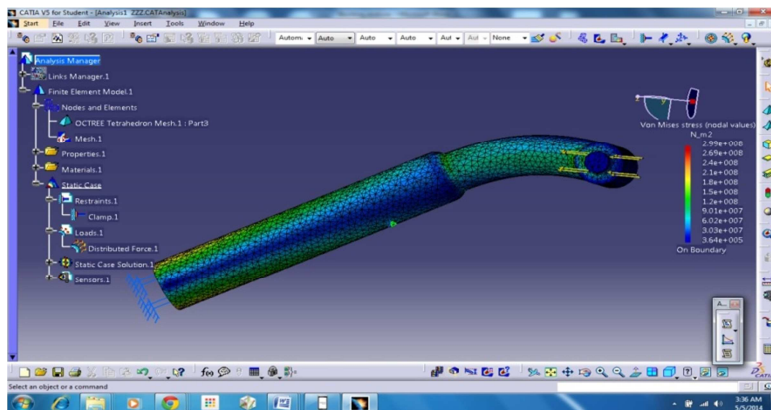 CATIA V5 for Student - [Analysis1 ZZZ.CATAnalysis]
Start File Edit View Insert Tools Window Help
Autom. Auto Auto Auto Aut Aut None
Analysis Manager
Links Manager.1
Finite Element Model.1
Nodes and Elements
OCTREE Tetrahedron Mesh.1 : Part3
Mesh.1
Properties.1
Materials.1
Static Case
Restraints.1
Clamp.1
Loads.1
Distributed Force.1
Static Case Solution.1
Sensors.1
Von Mises stress (nodal values)
N_m2
2.99e+008
2.69e+008
2.4e+008
2.1e+008
1.8e+008
1.5e+008
1.2e+008
9.01e+007
6.02e+007
3.03e+007
3.64e+005
On Boundary
A...
f(x)
CATIA
Select an object or a command
3:36 AM
5/5/2014